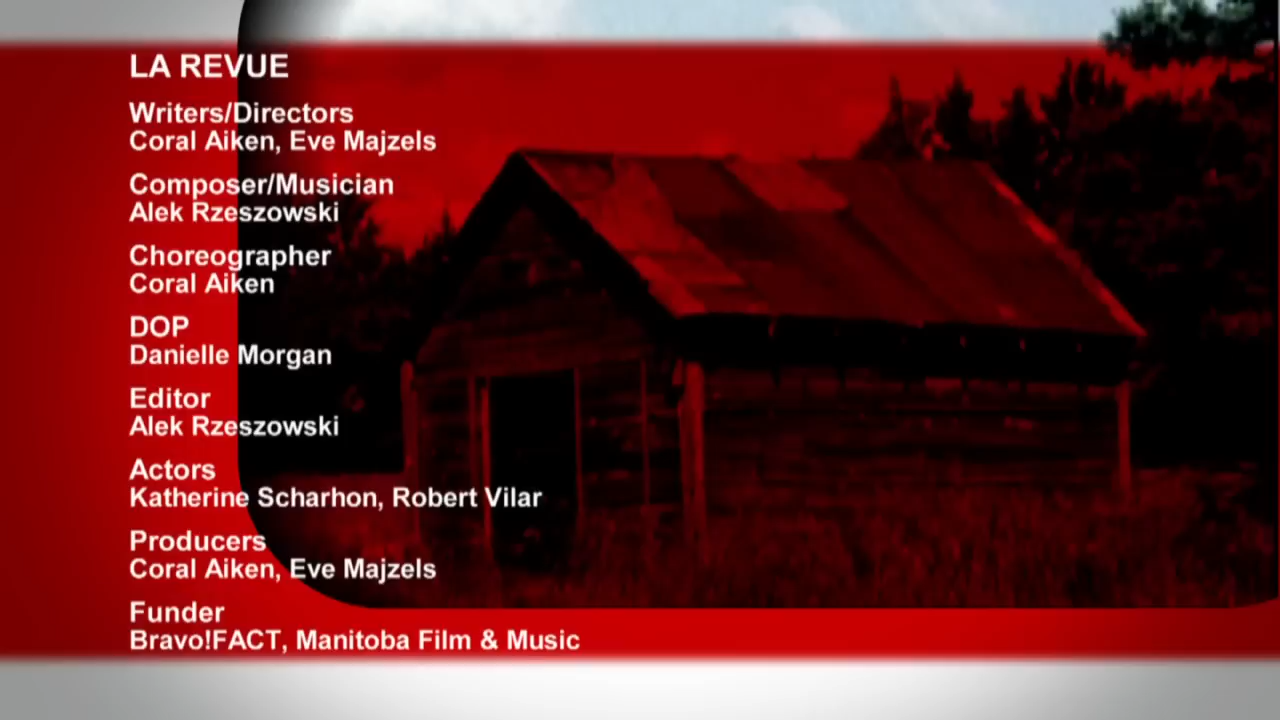 LA REVUE
Writers/Directors
Coral Aiken, Eve Majzels
Composer/Musician
Alek Rzeszowski
Choreographer
Coral Aiken
DOP
Danielle Morgan
Editor
Alek Rzeszowski
Actors
Katherine Scharhon, Robert Vilar
Producers
Coral Aiken, Eve Majzels
Funder
Bravo!FACT, Manitoba Film & Music